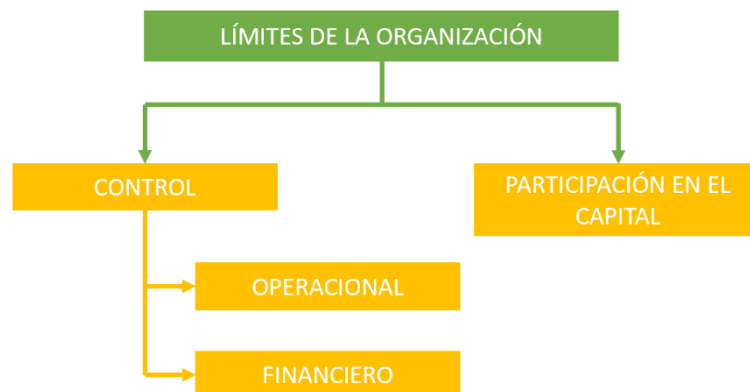 LÍMITES DE LA ORGANIZACIÓN
CONTROL
PARTICIPACIÓN EN EL
CAPITAL
OPERACIONAL
FINANCIERO